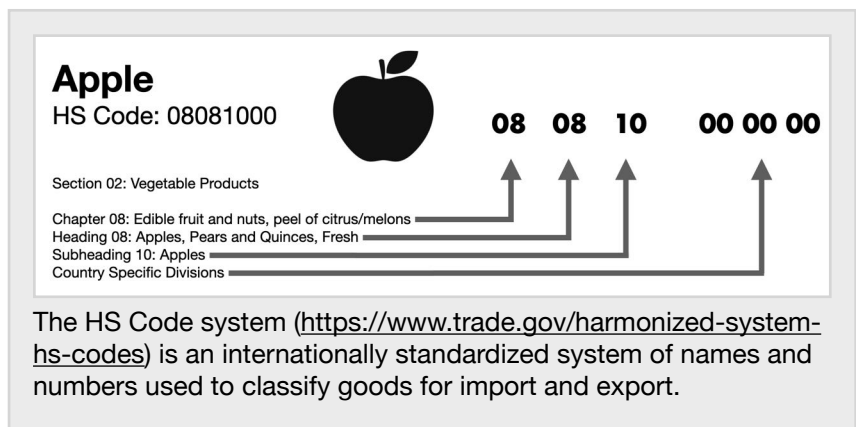 Apple
HS Code: 08081000
08 08 10 00 00 00
Section 02: Vegetable Products
Chapter 08: Edible fruit and nuts, peel of citrus/melons
Heading 08: Apples, Pears and Quinces, Fresh
Subheading 10: Apples
Country Specific Divisions
The HS Code system (https://www.trade.gov/harmonized-system-
hs-codes) is an internationally standardized system of names and
numbers used to classify goods for import and export.